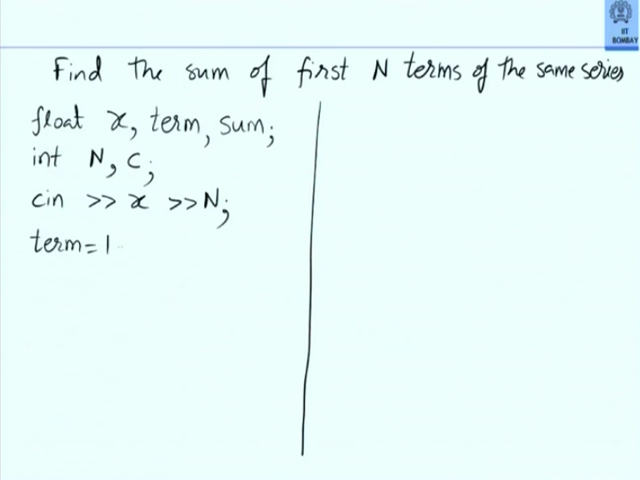 IIT
BOMBAY
Find the sum of first N terms of the same series
float x, term, sum;
int N, C;
cin >> x >> N;
term = 1